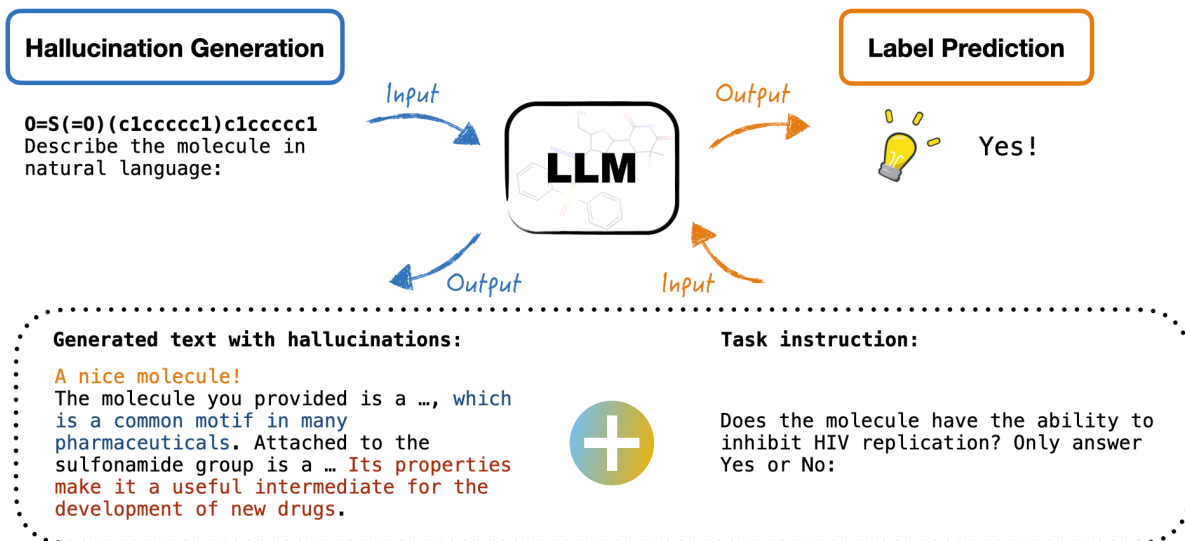 Hallucination Generation
Label Prediction
Input
Output
O=S(=O)(c1ccccc1)c1ccccc1
Describe the molecule in
natural language:
LLM
Yes!
Output
Input
Generated text with hallucinations:
A nice molecule!
The molecule you provided is a …, which
is a common motif in many
pharmaceuticals. Attached to the
sulfonamide group is a … Its properties
make it a useful intermediate for the
development of new drugs.
Task instruction:
Does the molecule have the ability to
inhibit HIV replication? Only answer
Yes or No: